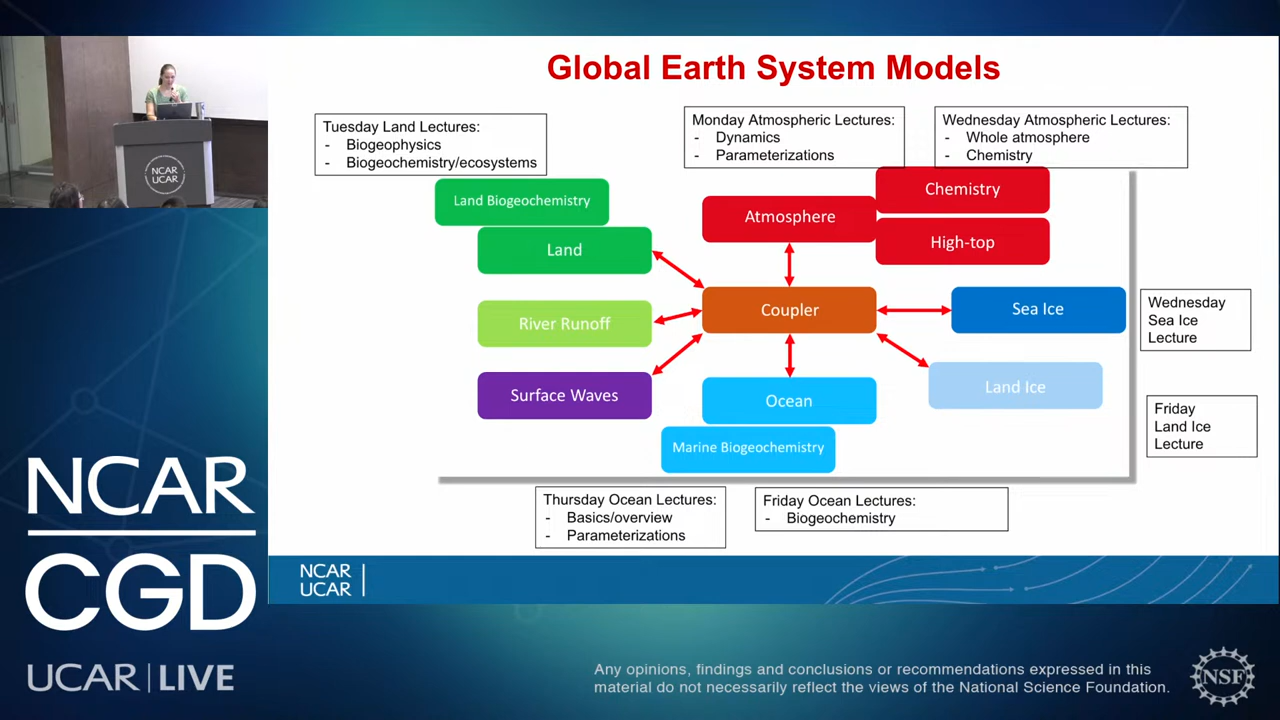 Global Earth System Models
Tuesday Land Lectures:
- Biogeophysics
- Biogeochemistry/ecosystems
Monday Atmospheric Lectures:
- Dynamics
- Parameterizations
Wednesday Atmospheric Lectures:
- Whole atmosphere
- Chemistry
Land Biogeochemistry
Land
Atmosphere
Chemistry
High-top
River Runoff
Coupler
Sea Ice
Wednesday
Sea Ice
Lecture
Surface Waves
Ocean
Land Ice
Marine Biogeochemistry
Friday
Land Ice
Lecture
Thursday Ocean Lectures:
- Basics/overview
- Parameterizations
Friday Ocean Lectures:
- Biogeochemistry
NCAR
UCAR
NCAR
UCAR
NCAR
CGD
UCAR | LIVE
Any opinions, findings and conclusions or recommendations expressed in this
material do not necessarily reflect the views of the National Science Foundation.
NSF